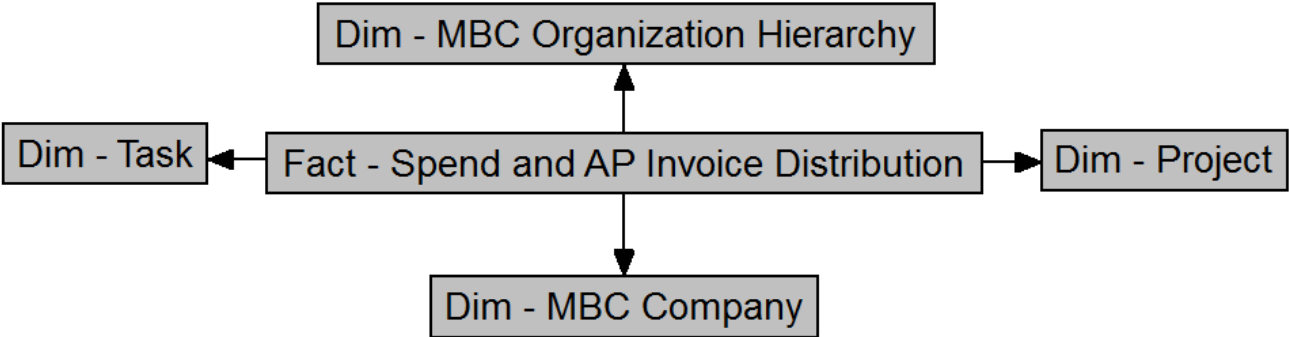 Dim - MBC Organization Hierarchy
Dim - Task
Fact - Spend and AP Invoice Distribution
Dim - Project
Dim - MBC Company